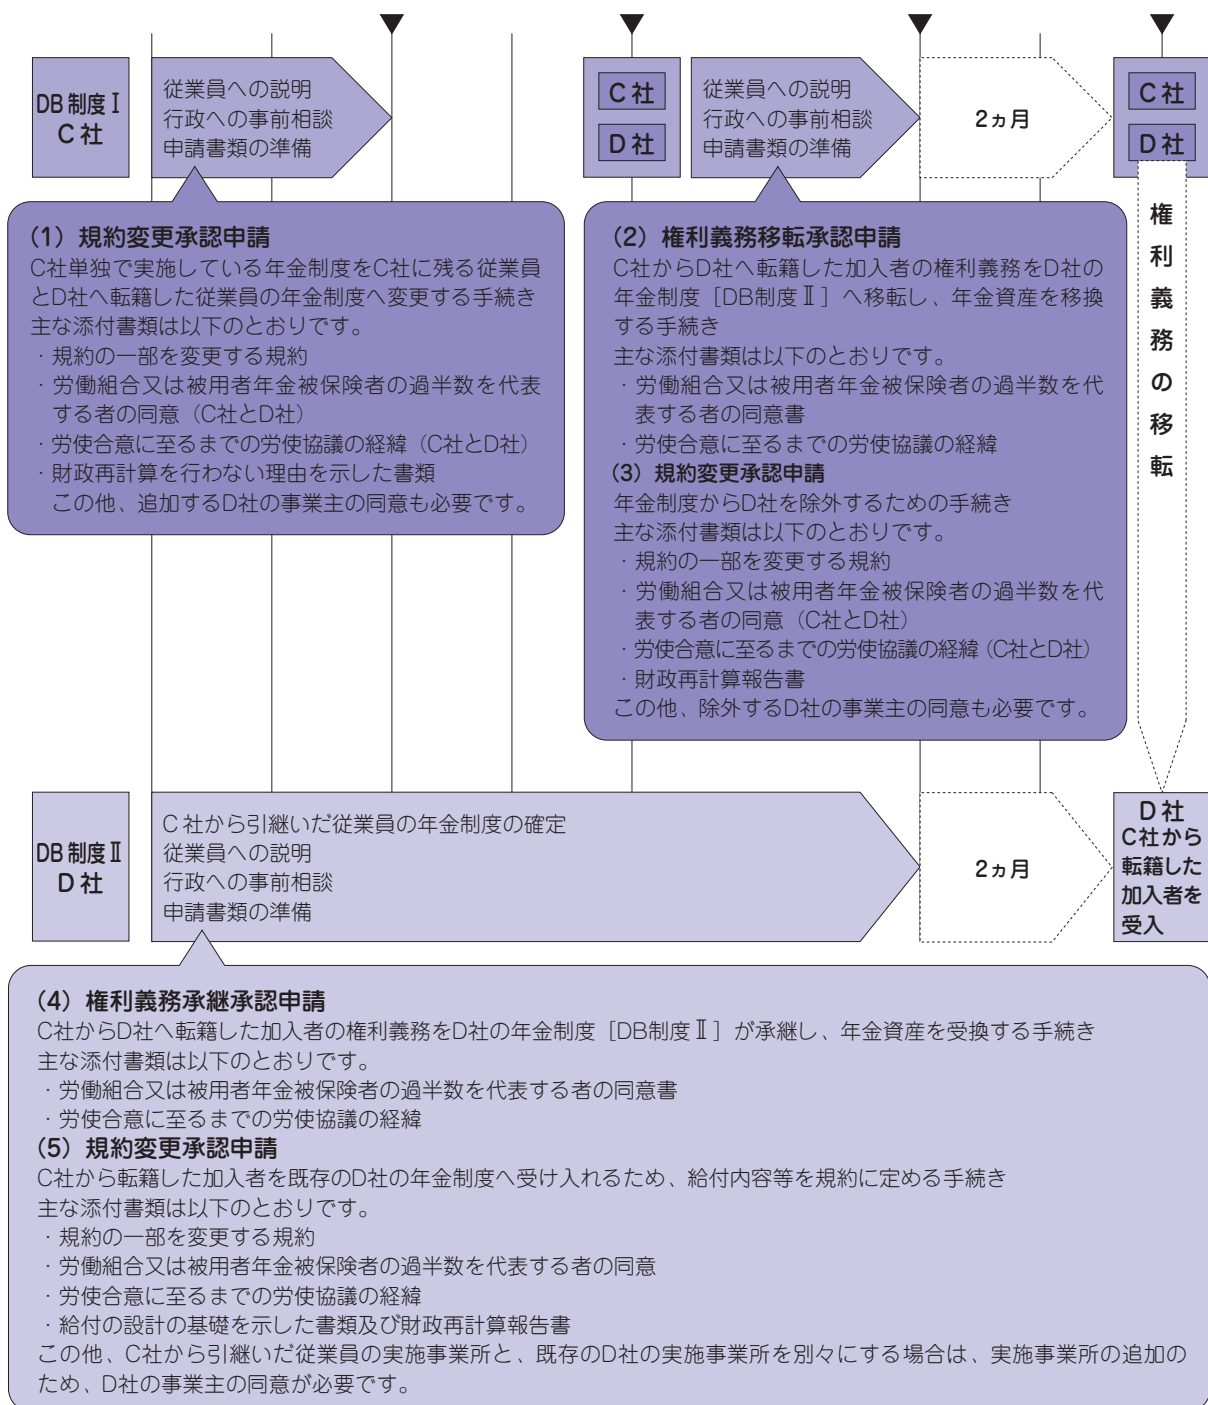 DB制度Ⅰ
C社
従業員への説明
行政への事前相談
申請書類の準備
C社
D社
従業員への説明
行政への事前相談
申請書類の準備
2ヵ月
C社
D社
(1)規約変更承認申請
C社単独で実施している年金制度をC社に残る従業員
とD社へ転籍した従業員の年金制度へ変更する手続き
主な添付書類は以下のとおりです。
・規約の一部を変更する規約
・労働組合又は被用者年金被保険者の過半数を代表
する者の同意（C社とD社）
・労使合意に至るまでの労使協議の経緯（C社とD社）
・財政再計算を行わない理由を示した書類
この他、追加するD社の事業主の同意も必要です。
(2)権利義務移転承認申請
C社からD社へ転籍した加入者の権利義務をD社の
年金制度［DB制度Ⅱ］へ移転し、年金資産を移換
する手続き
主な添付書類は以下のとおりです。
・労働組合又は被用者年金被保険者の過半数を代
表する者の同意書
・労使合意に至るまでの労使協議の経緯
(3)規約変更承認申請
年金制度からD社を除外するための手続き
主な添付書類は以下のとおりです。
・規約の一部を変更する規約
・労働組合又は被用者年金被保険者の過半数を代
表する者の同意（C社とD社）
・労使合意に至るまでの労使協議の経緯（C社とD社）
・財政再計算報告書
この他、除外するD社の事業主の同意も必要です。
権利義務の移転
DB制度Ⅱ
D社
C社から引継いだ従業員の年金制度の確定
従業員への説明
行政への事前相談
申請書類の準備
2ヵ月
D社
C社から
転籍した
加入者を
受入
(4)権利義務承継承認申請
C社からD社へ転籍した加入者の権利義務をD社の年金制度［DB制度Ⅱ］が承継し、年金資産を受換する手続き
主な添付書類は以下のとおりです。
・労働組合又は被用者年金被保険者の過半数を代表する者の同意書
・労使合意に至るまでの労使協議の経緯
(5)規約変更承認申請
C社から転籍した加入者を既存のD社の年金制度へ受け入れるため、給付内容等を規約に定める手続き
主な添付書類は以下のとおりです。
・規約の一部を変更する規約
・労働組合又は被用者年金被保険者の過半数を代表する者の同意
・労使合意に至るまでの労使協議の経緯
・給付の設計の基礎を示した書類及び財政再計算報告書
この他、C社から引継いだ従業員の実施事業所と、既存のD社の実施事業所を別々にする場合は、実施事業所の追加の
ため、D社の事業主の同意が必要です。